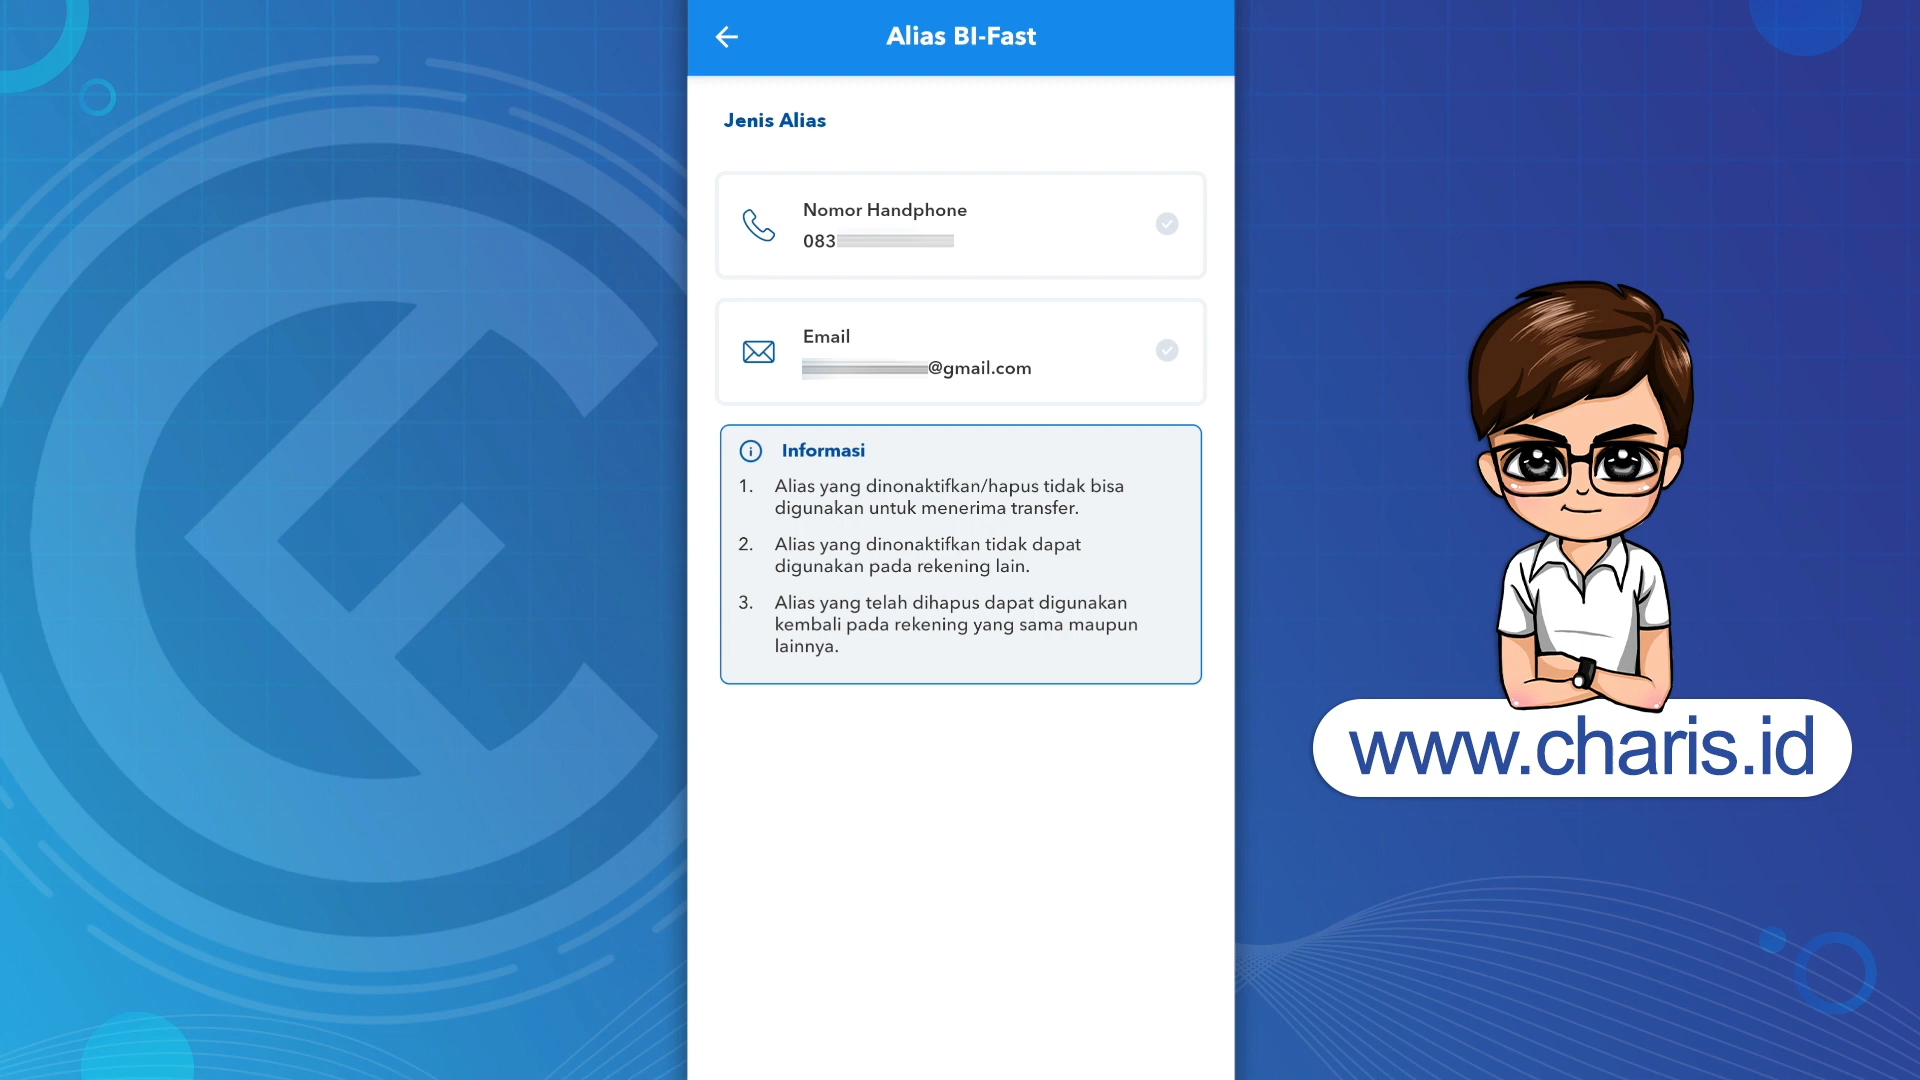 Alias BI-Fast
Jenis Alias
Nomor Handphone
083
Email
@gmail.com
Informasi
1. Alias yang dinonaktifkan/hapus tidak bisa
digunakan untuk menerima transfer.
2. Alias yang dinonaktifkan tidak dapat
digunakan pada rekening lain.
3. Alias yang telah dihapus dapat digunakan
kembali pada rekening yang sama maupun
lainnya.
www.charis.id